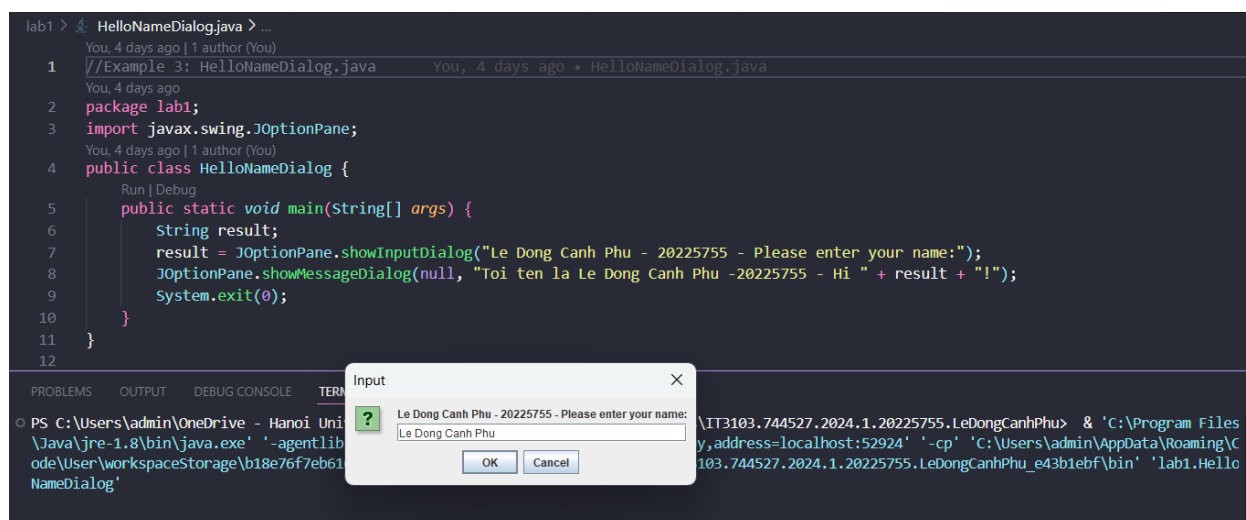 lab1 > HelloNameDialog.java > ...
You, 4 days ago | 1 author (You)
1 //Example 3: HelloNameDialog.java You, 4 days ago • HelloNameDialog.java
You, 4 days ago
2 package lab1;
3 import javax.swing.JOptionPane;
You, 4 days ago | 1 author (You)
4 public class HelloNameDialog {
Run | Debug
5 public static void main(String[] args) {
6 String result;
7 result = JOptionPane.showInputDialog("Le Dong Canh Phu - 20225755 - Please enter your name:");
8 JOptionPane.showMessageDialog(null, "Toi ten la Le Dong Canh Phu -20225755 - Hi " + result + "!");
9 System.exit(0);
10 }
11 }
12
PROBLEMS OUTPUT DEBUG CONSOLE TERM
PS C:\Users\admin\OneDrive - Hanoi Uni \IT3103.744527.2024.1.20225755.LeDongCanhPhu> & 'C:\Program Files
\Java\jre-1.8\bin\java.exe' '-agentlib y,address=localhost:52924' '-cp' 'C:\Users\admin\AppData\Roaming\C
ode\User\workspaceStorage\b18e76f7eb61 103.744527.2024.1.20225755.LeDongCanhPhu_e43b1ebf\bin' 'lab1.Hello
NameDialog'
Input
Le Dong Canh Phu - 20225755 - Please enter your name:
Le Dong Canh Phu
OK Cancel